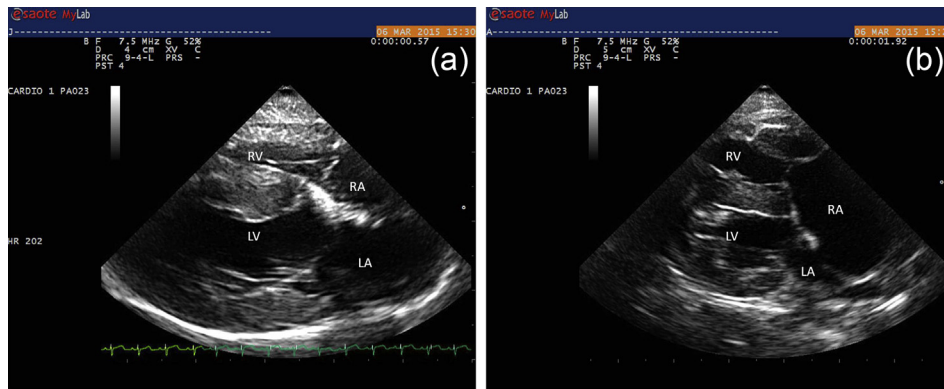 esaote MyLab
J------------------------------------------
06 MAR 2015 15:30
B F 7.5 MHz G 52%
D 4 cm XV C
PRC 9-4-L PRS -
PST 4
0:00:00.57
(a)
CARDIO 1 PA023
RV
RA
LV
LA
HR 202
esaote MyLab
A------------------------------------------
06 MAR 2015
B F 7.5 MHz G 52%
D 5 cm XV C
PRC 9-4-L PRS -
PST 4
0:00:01.92
(b)
CARDIO 1 PA023
RV
RA
LV
LA